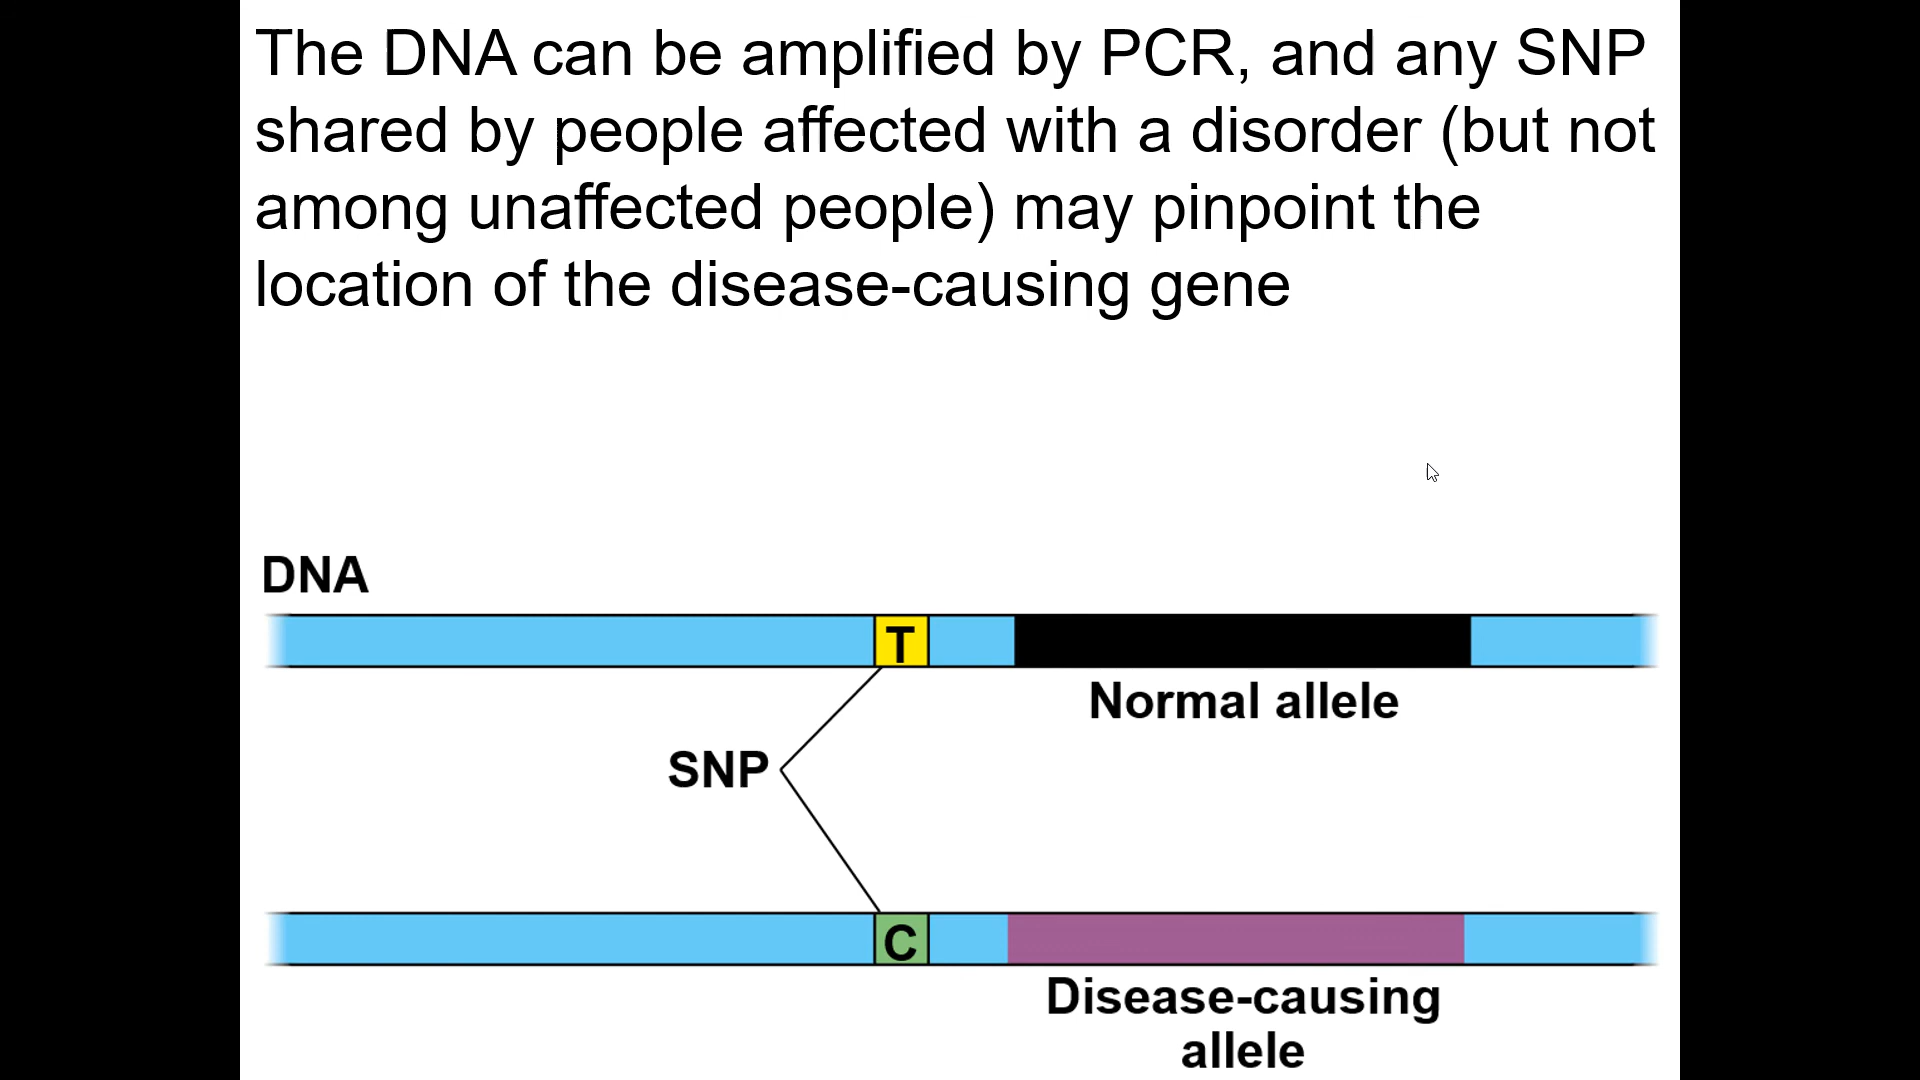 The DNA can be amplified by PCR, and any SNP
shared by people affected with a disorder (but not
among unaffected people) may pinpoint the
location of the disease-causing gene
DNA
T
Normal allele
SNP
C
Disease-causing
allele